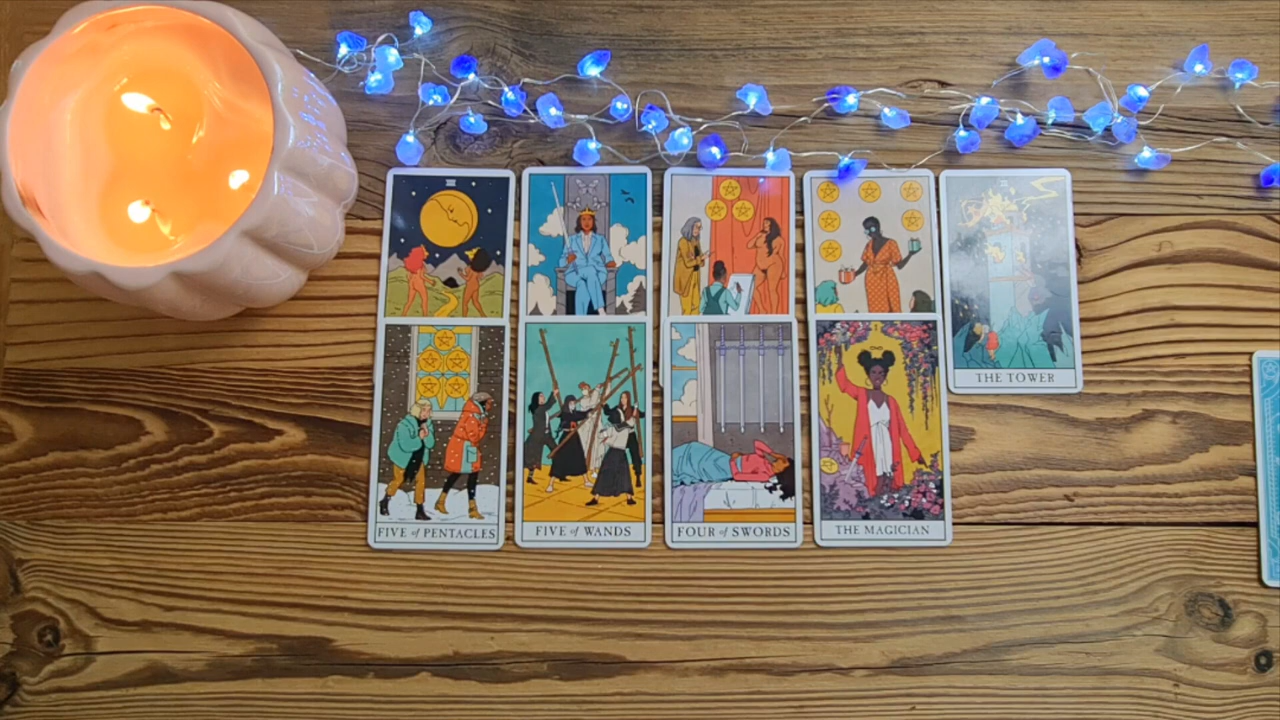 THE TOWER
FIVE of PENTACLES
FIVE of WANDS
FOUR of SWORDS
THE MAGICIAN